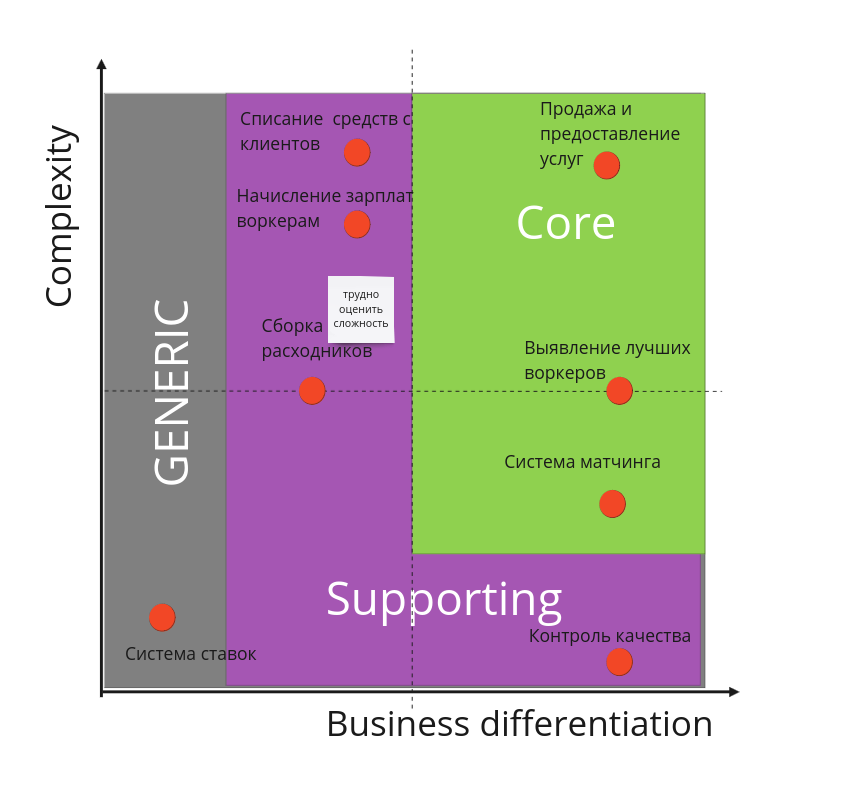 Complexity
Списание средств с
клиентов
Продажа и
предоставление
услуг
Начисление зарплат
воркерам
Core
трудно
оценить
сложность
Сборка
расходников
GENERIC
Выявление лучших
воркеров
Система матчинга
Supporting
Контроль качества
Система ставок
Business differentiation